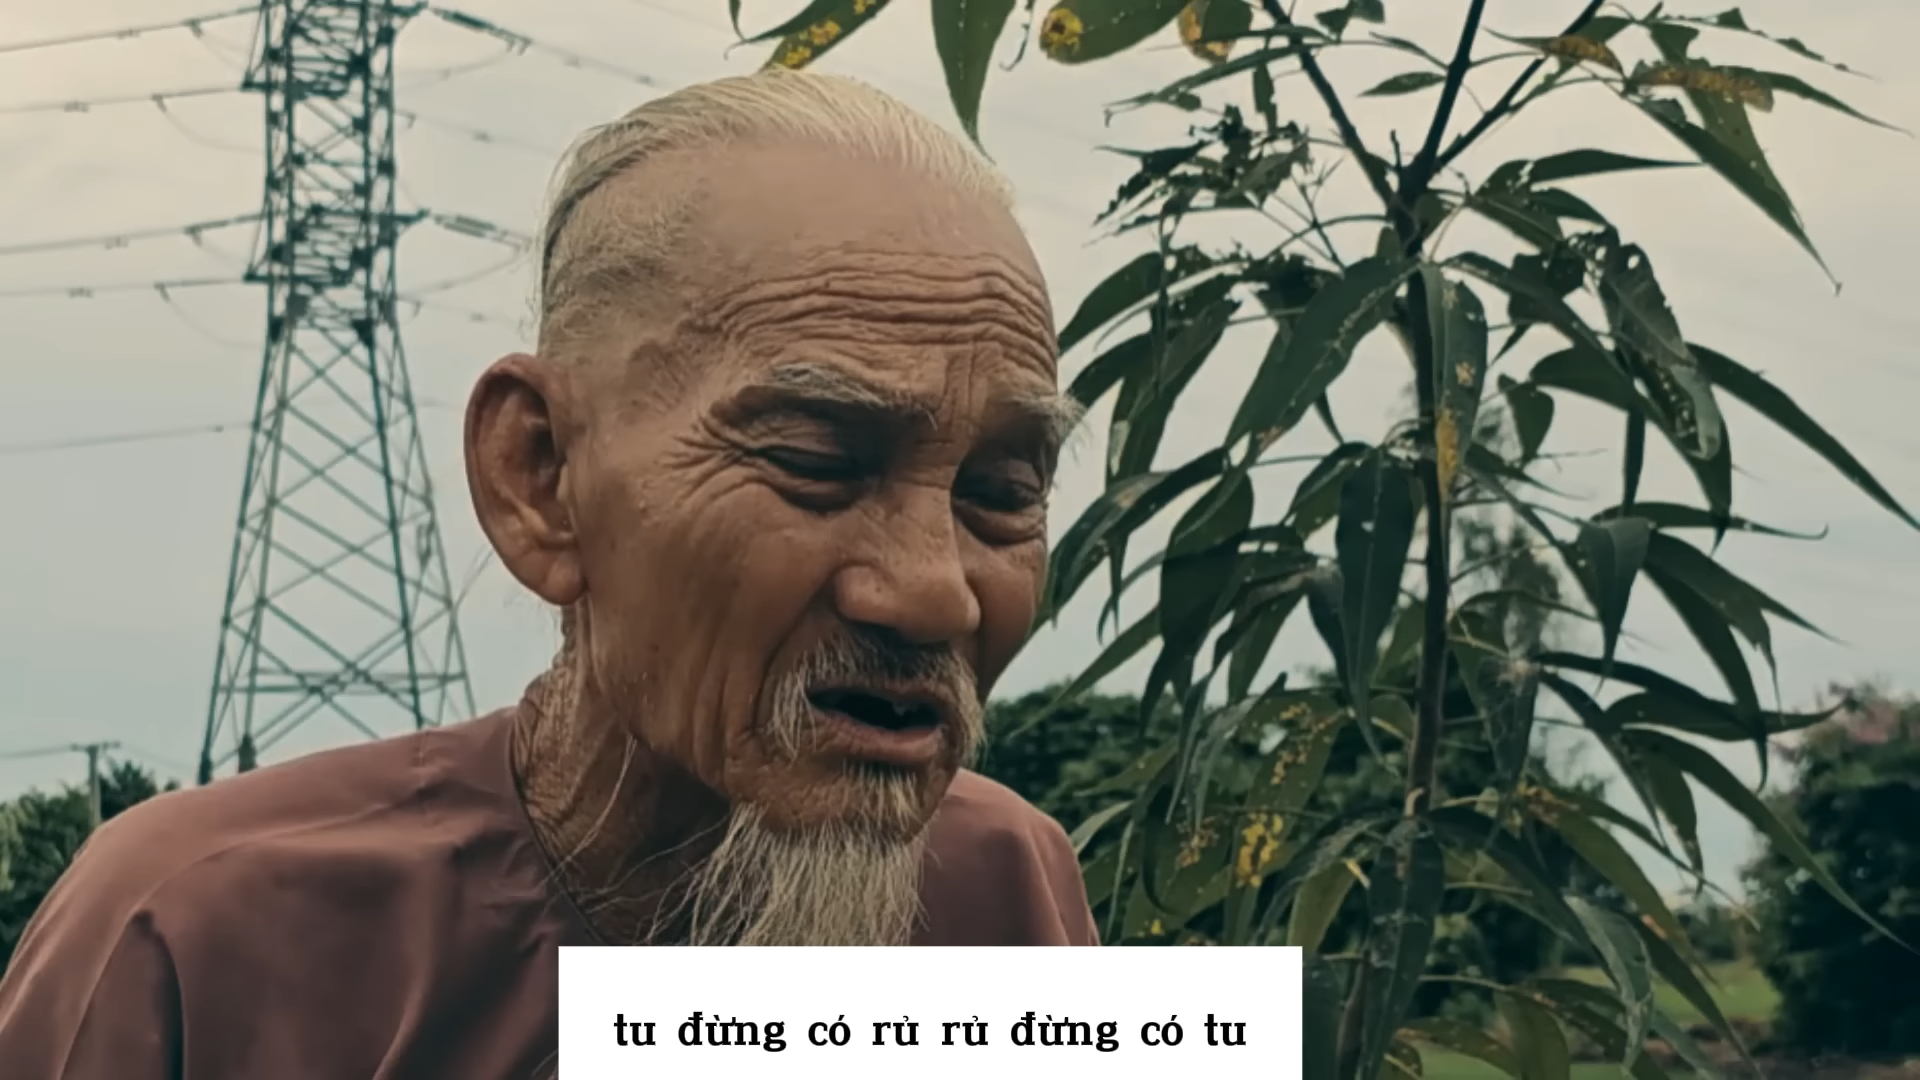 tu đừng có rủ rủ đừng có tu